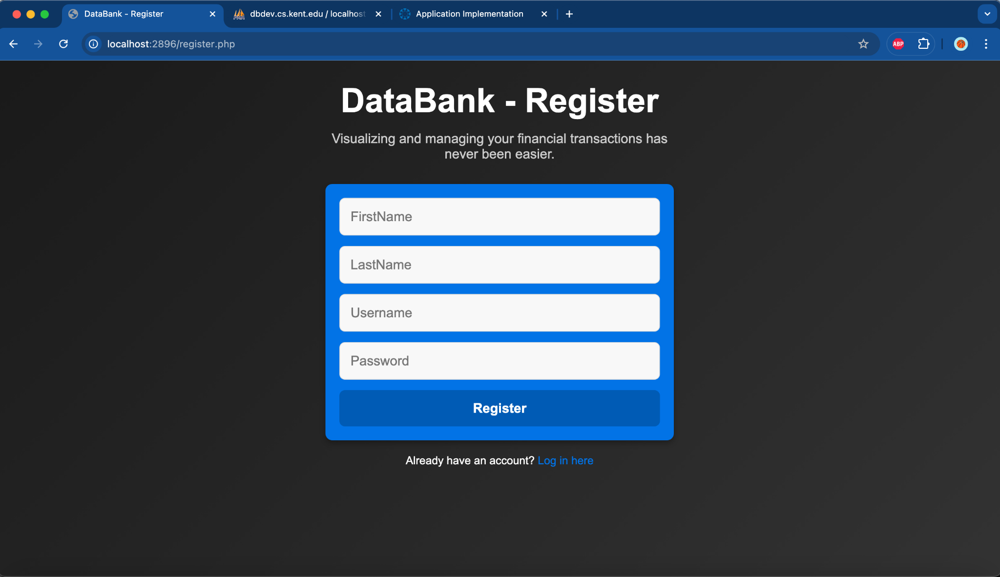 DataBank - Register
dbdev.cs.kent.edu / localhost
Application Implementation
localhost:2896/register.php
ABP
DataBank - Register
Visualizing and managing your financial transactions has
never been easier.
FirstName
LastName
Username
Password
Register
Already have an account? Log in here